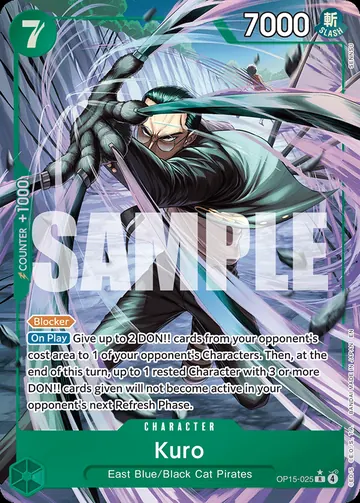 7
7000
斬
SLASH
COUNTER +1000
SAMPLE
Blocker
On Play Give up to 2 DON!! cards from your opponent's
cost area to 1 of your opponent's Characters. Then, at the
end of this turn, up to 1 rested Character with 3 or more
DON!! cards given will not become active in your
opponent's next Refresh Phase.
CHARACTER
Kuro
East Blue/Black Cat Pirates
OP15-025 R 4